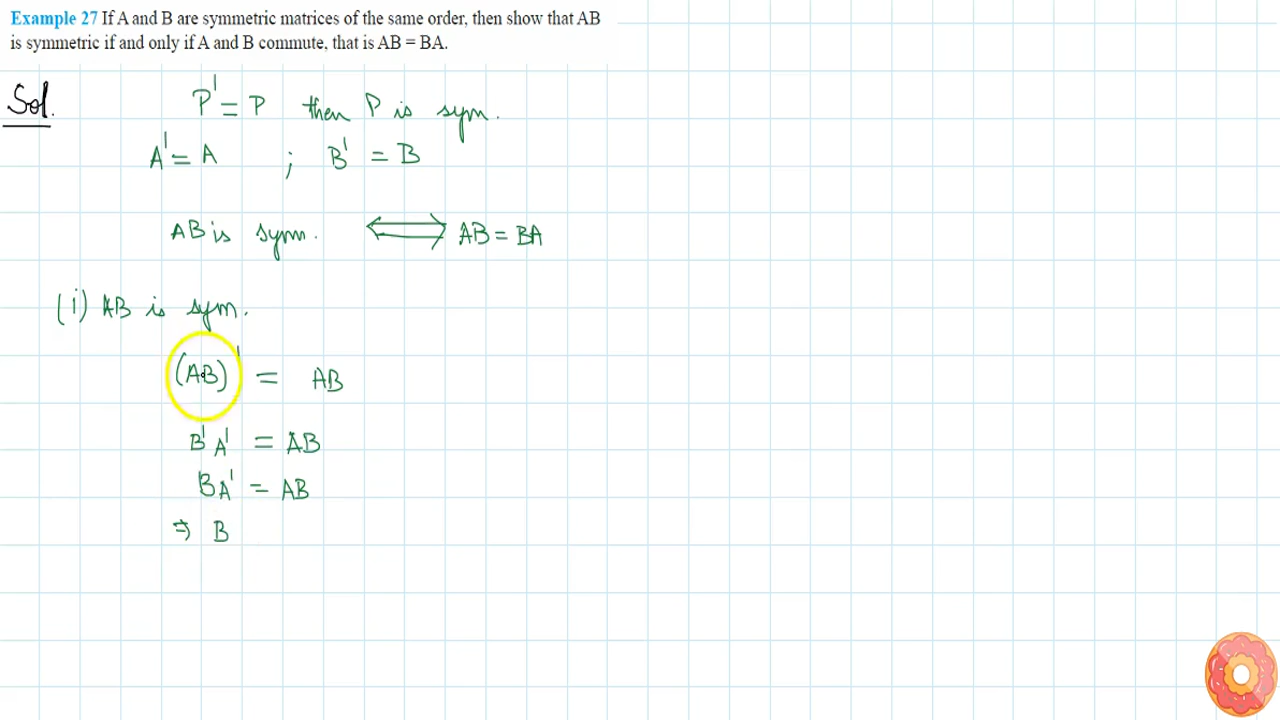 Example 27 If A and B are symmetric matrices of the same order, then show that AB
is symmetric if and only if A and B commute, that is AB = BA.
Sol.
P' = P then P is sym.
A' = A ; B' = B
AB is sym. ⟺ AB = BA
(i) AB is sym.
(AB)' = AB
B'A' = AB
BA' = AB
⇒ B